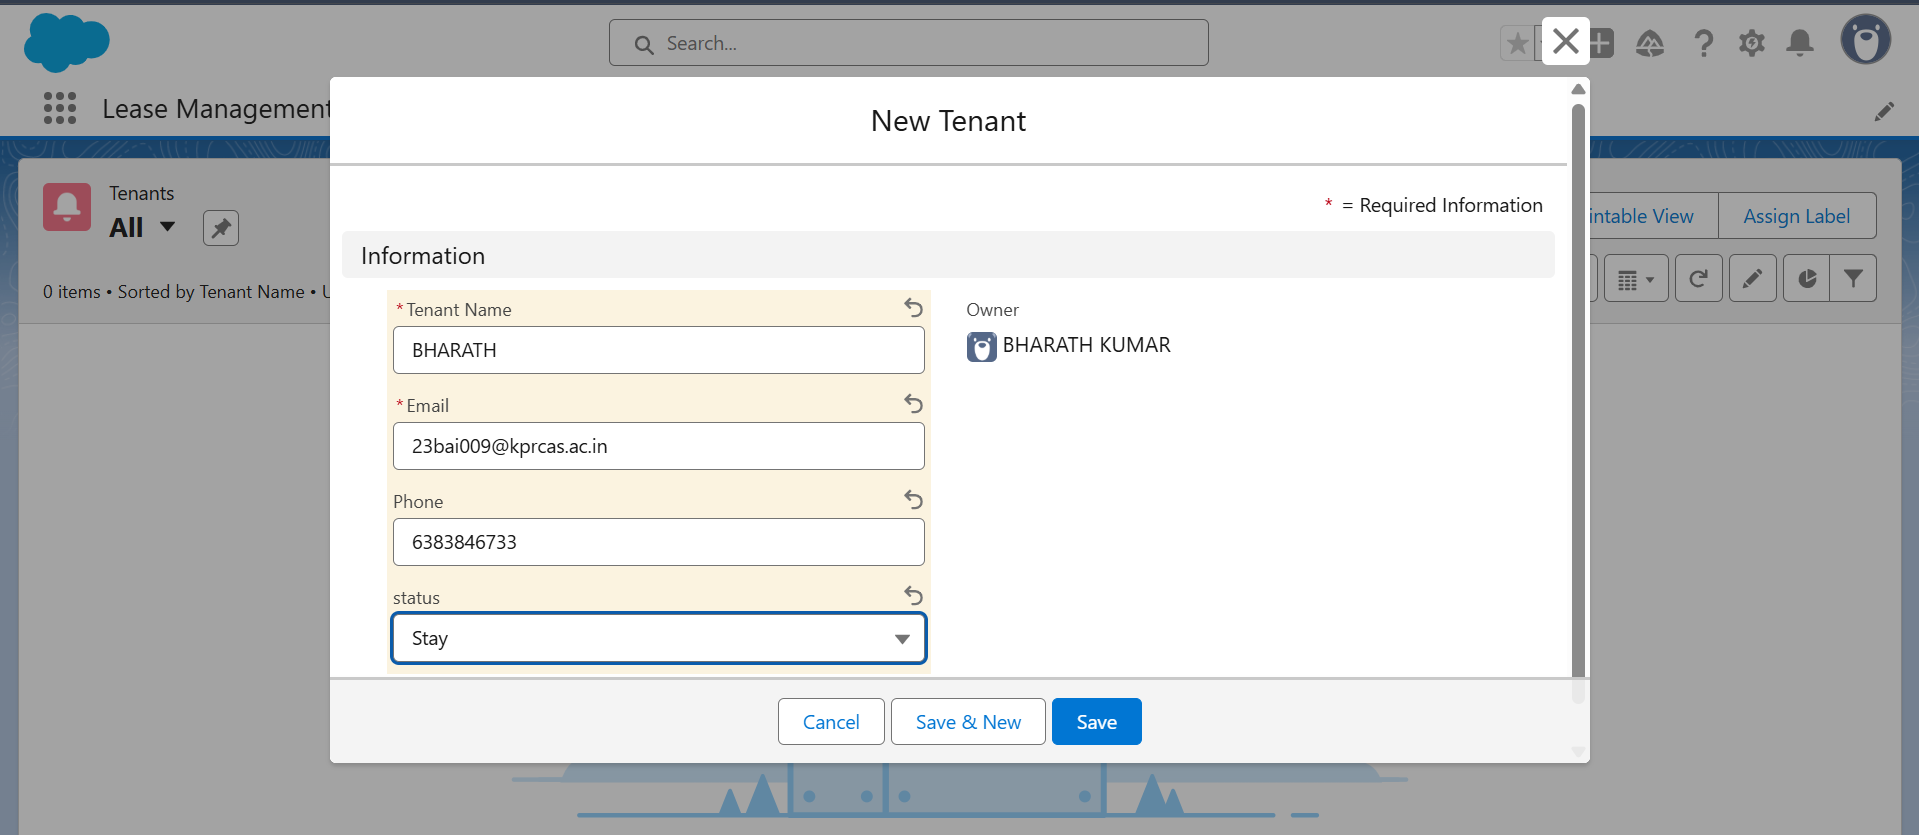 Search...
Lease Management
New Tenant
* = Required Information
Tenants
All
0 items • Sorted by Tenant Name •
Printable View
Assign Label
Information
*Tenant Name
BHARATH
Owner
BHARATH KUMAR
*Email
23bai009@kprcas.ac.in
Phone
6383846733
status
Stay
Cancel
Save & New
Save